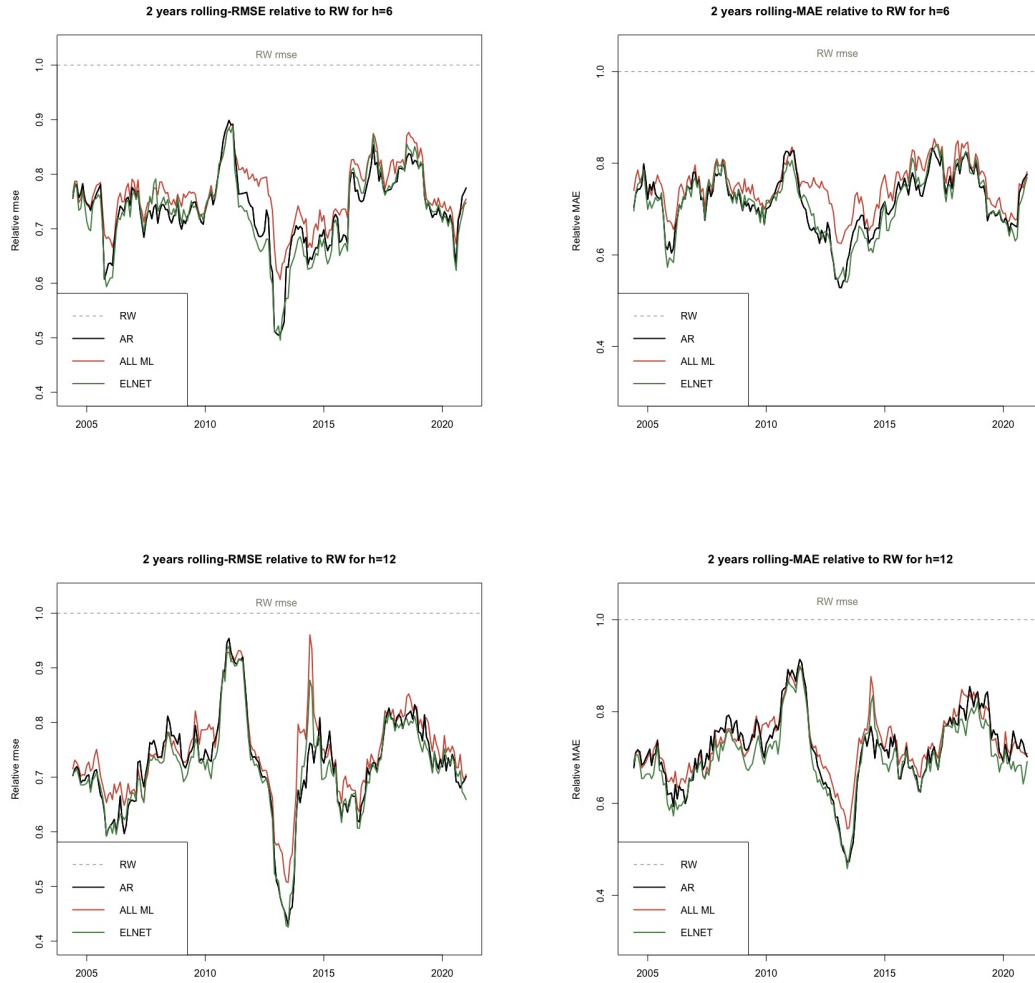 2 years rolling-RMSE relative to RW for h=6
RW rmse
Relative rmse
1.0
0.9
0.8
0.7
0.6
0.5
0.4
RW
AR
ALL ML
ELNET
2005
2010
2015
2020
2 years rolling-MAE relative to RW for h=6
RW rmse
Relative MAE
1.0
0.8
0.6
0.4
RW
AR
ALL ML
ELNET
2005
2010
2015
2020
2 years rolling-RMSE relative to RW for h=12
RW rmse
Relative rmse
1.0
0.9
0.8
0.7
0.6
0.5
0.4
RW
AR
ALL ML
ELNET
2005
2010
2015
2020
2 years rolling-MAE relative to RW for h=12
RW rmse
Relative MAE
1.0
0.8
0.6
0.4
RW
AR
ALL ML
ELNET
2005
2010
2015
2020